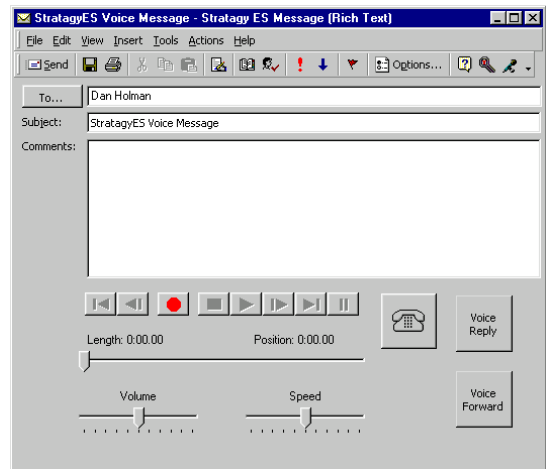 StratagyES Voice Message - Stratagy ES Message (Rich Text)
File Edit View Insert Tools Actions Help
Send Options...
To... Dan Holman
Subject: StratagyES Voice Message
Comments:
Length: 0:00.00 Position: 0:00.00
Voice
Reply
Volume Speed
Voice
Forward